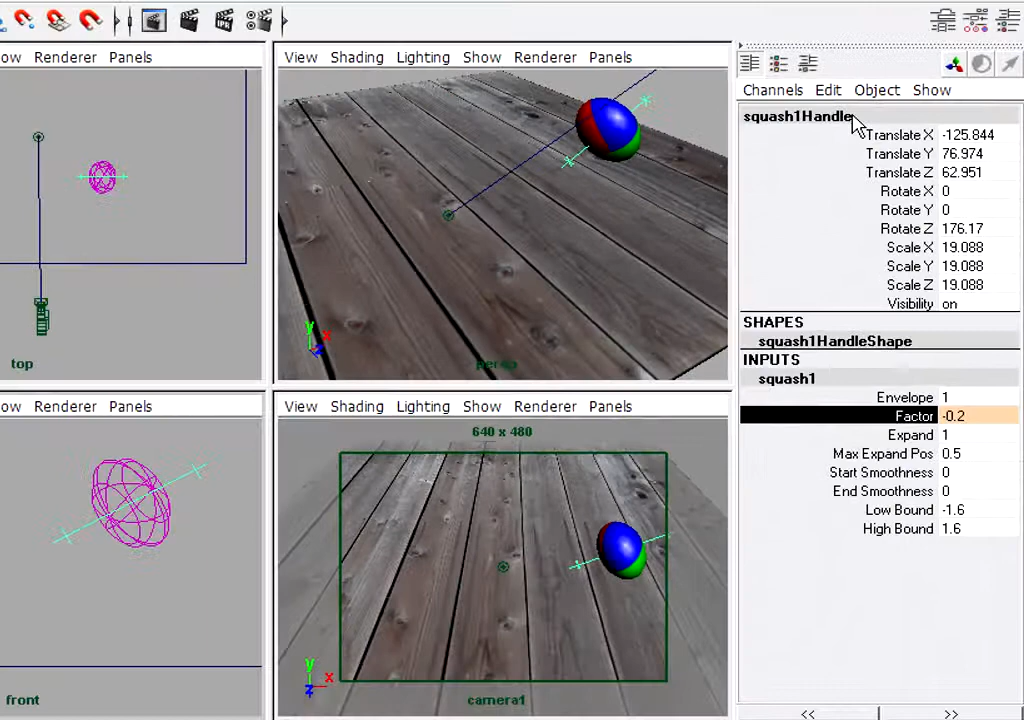 IPR
ow Renderer Panels
top
View Shading Lighting Show Renderer Panels
y
x
z
persp
ow Renderer Panels
front
View Shading Lighting Show Renderer Panels
640 x 480
y
x
z
camera1
Channels Edit Object Show
squash1Handle
Translate X -125.844
Translate Y 76.974
Translate Z 62.951
Rotate X 0
Rotate Y 0
Rotate Z 176.17
Scale X 19.088
Scale Y 19.088
Scale Z 19.088
Visibility on
SHAPES
squash1HandleShape
INPUTS
squash1
Envelope 1
Factor -0.2
Expand 1
Max Expand Pos 0.5
Start Smoothness 0
End Smoothness 0
Low Bound -1.6
High Bound 1.6
<< >>